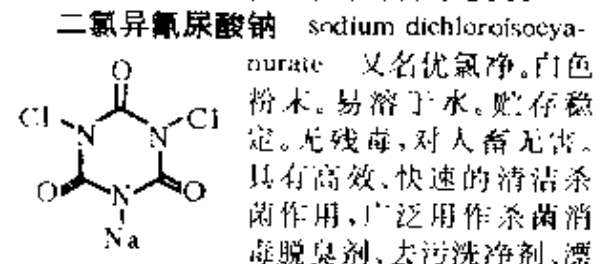 二氯异氰尿酸钠 sodium dichloroisocya-
nurate 又名优氯净。白色
粉末。易溶于水。贮存稳
定。无残毒,对人畜无害。
具有高效、快速的清洁杀
菌作用,广泛用作杀菌消
毒脱臭剂、去污洗净剂、漂
O
Cl N N Cl
O N O
Na